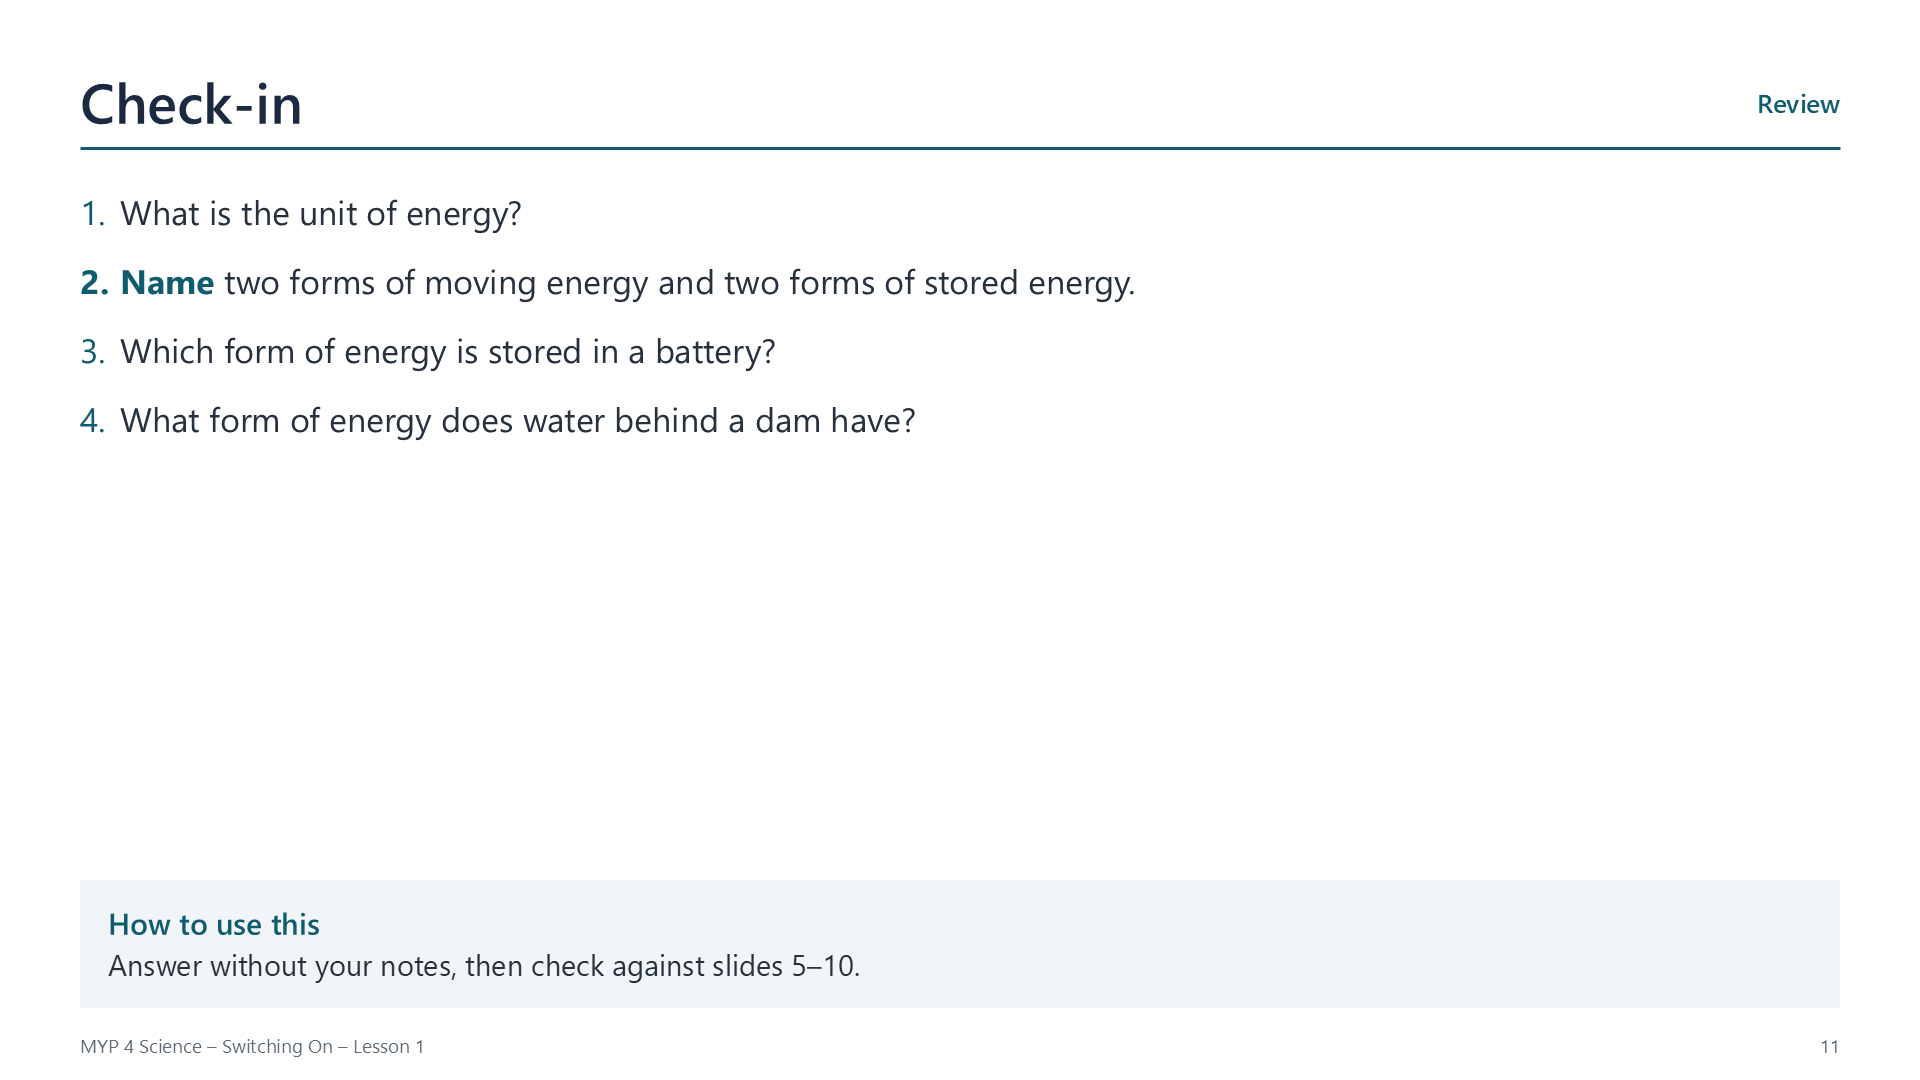 Check-in
Review
1. What is the unit of energy?
2. Name two forms of moving energy and two forms of stored energy.
3. Which form of energy is stored in a battery?
4. What form of energy does water behind a dam have?
How to use this
Answer without your notes, then check against slides 5–10.
MYP 4 Science – Switching On – Lesson 1
11